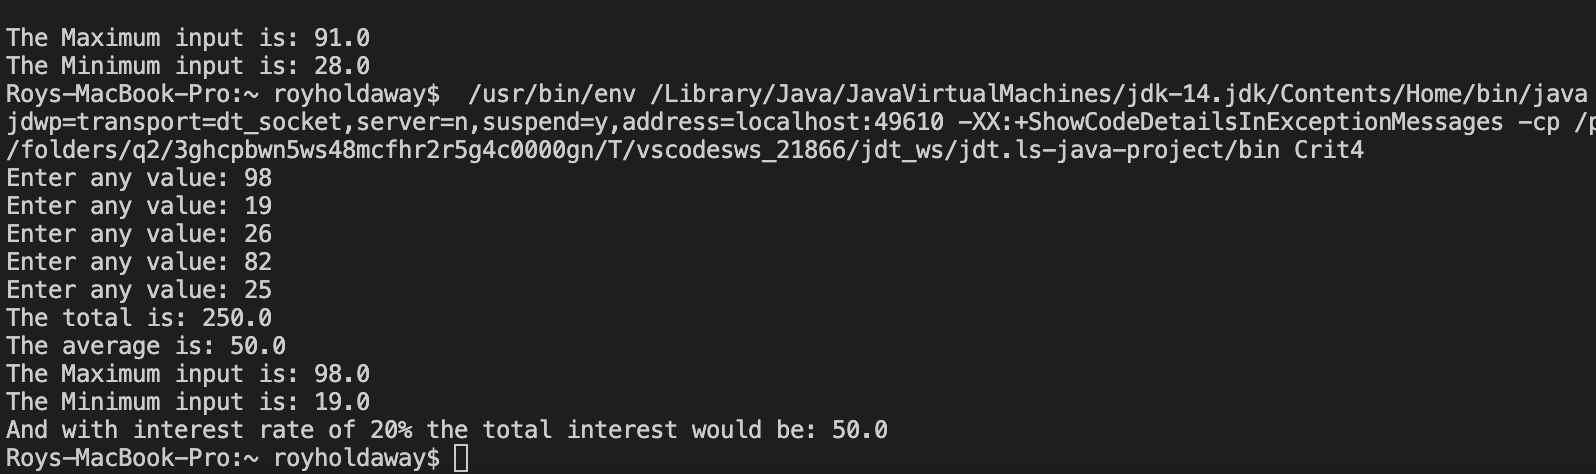 The Maximum input is: 91.0
The Minimum input is: 28.0
Roys-MacBook-Pro:~ royholdaway$  /usr/bin/env /Library/Java/JavaVirtualMachines/jdk-14.jdk/Contents/Home/bin/java
jdwp=transport=dt_socket,server=n,suspend=y,address=localhost:49610 -XX:+ShowCodeDetailsInExceptionMessages -cp /p
/folders/q2/3ghcpbwn5ws48mcfhr2r5g4c0000gn/T/vscodesws_21866/jdt_ws/jdt.ls-java-project/bin Crit4
Enter any value: 98
Enter any value: 19
Enter any value: 26
Enter any value: 82
Enter any value: 25
The total is: 250.0
The average is: 50.0
The Maximum input is: 98.0
The Minimum input is: 19.0
And with interest rate of 20% the total interest would be: 50.0
Roys-MacBook-Pro:~ royholdaway$